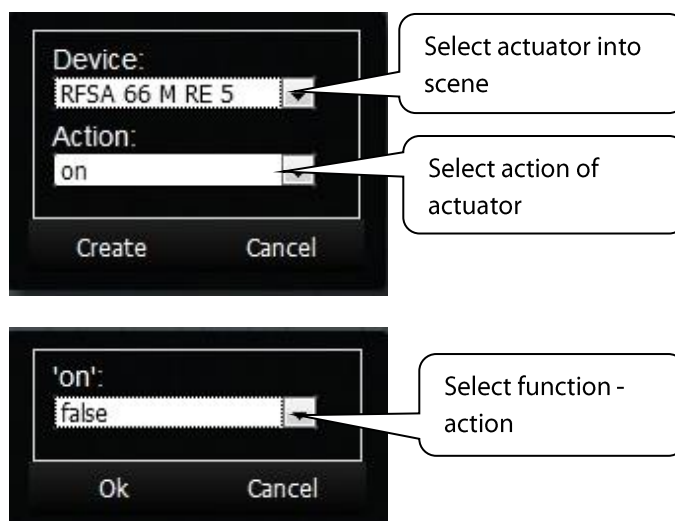 Device:
RFSA 66 M RE 5
Select actuator into
scene
Action:
on
Select action of
actuator
Create Cancel
'on':
false
Select function -
action
Ok Cancel